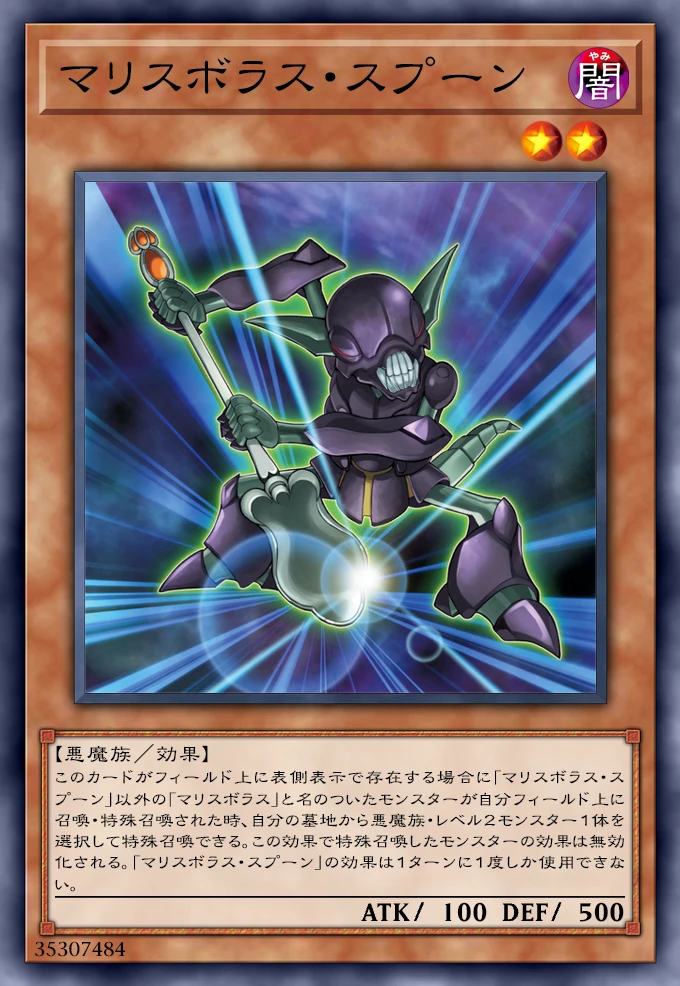 マリスボラス・スプーン
やみ
闇
【悪魔族／効果】
このカードがフィールド上に表側表示で存在する場合に「マリスボラス・ス
プーン」以外の「マリスボラス」と名のついたモンスターが自分フィールド上に
召喚・特殊召喚された時、自分の墓地から悪魔族・レベル２モンスター１体を
選択して特殊召喚できる。この効果で特殊召喚したモンスターの効果は無効
化される。「マリスボラス・スプーン」の効果は１ターンに１度しか使用できな
い。
ATK/ 100 DEF/ 500
35307484